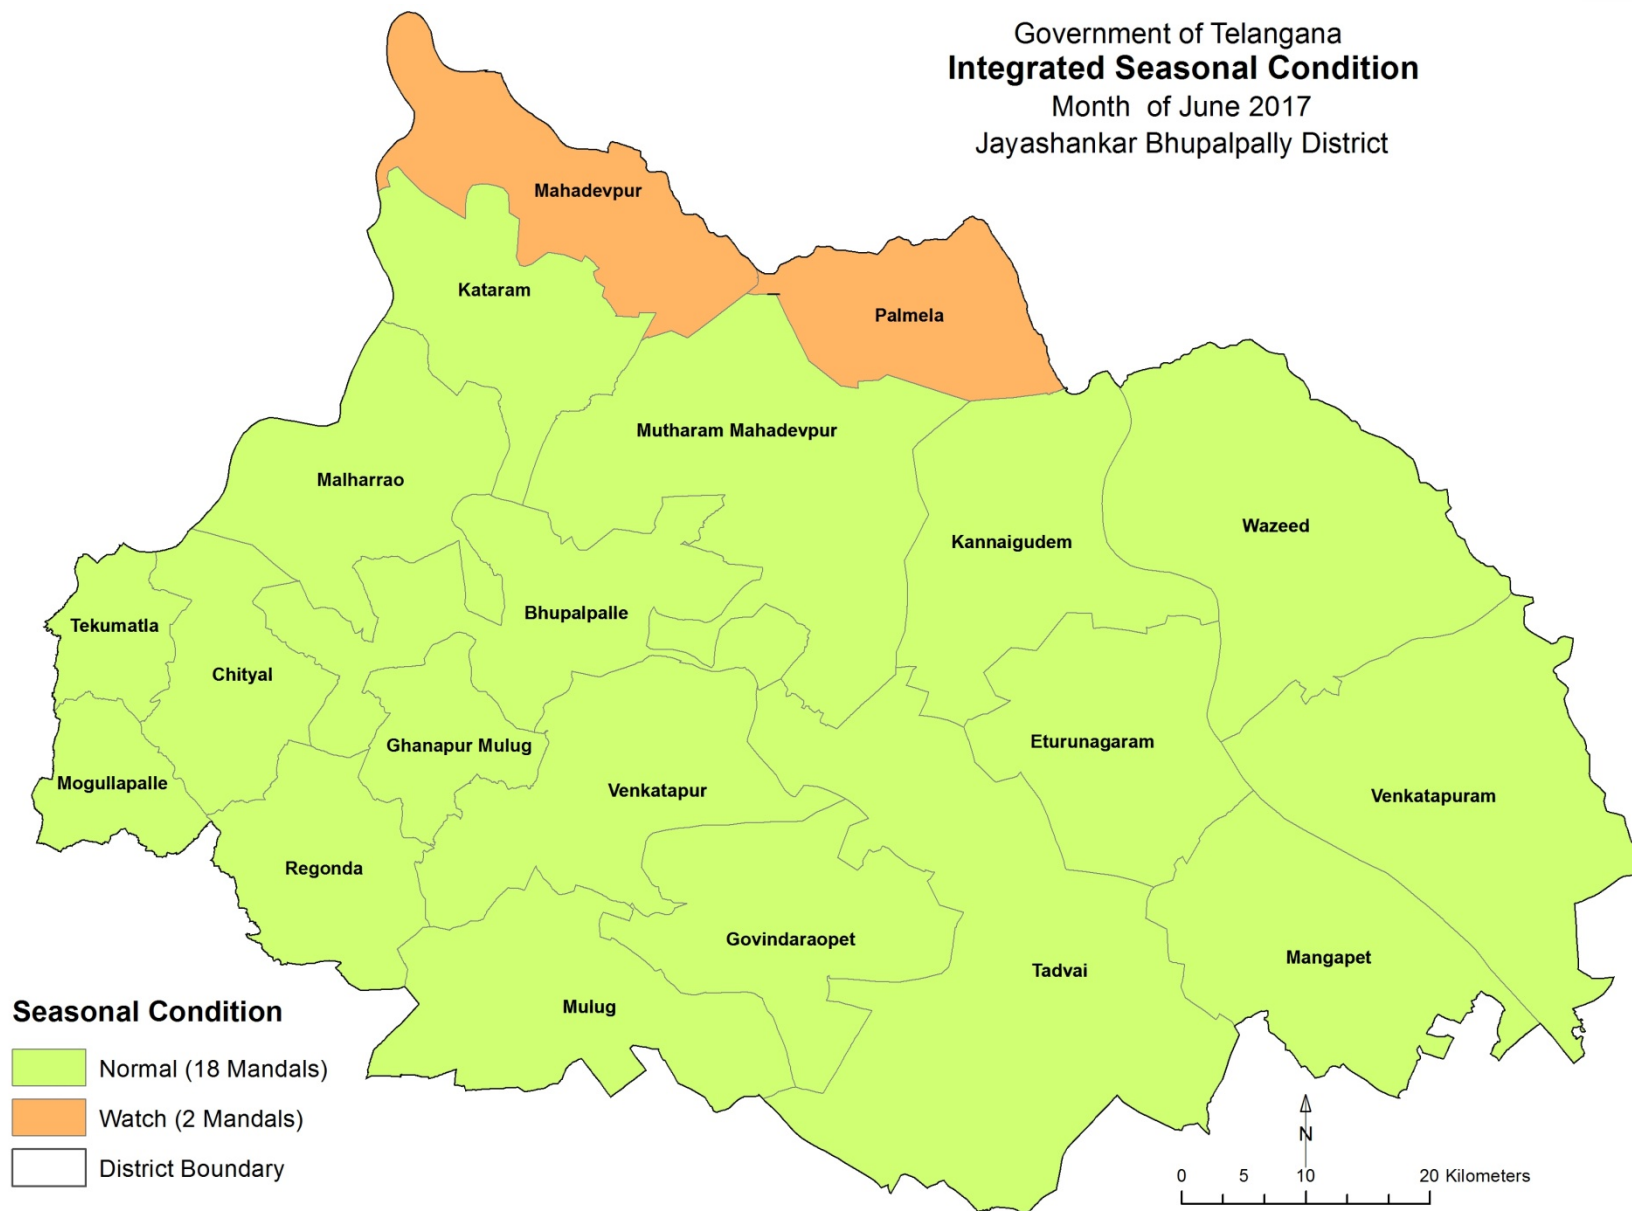 Government of Telangana
Integrated Seasonal Condition
Month of June 2017
Jayashankar Bhupalpally District
Mahadevpur
Kataram
Palmela
Mutharam Mahadevpur
Malharrao
Wazeed
Kannaigudem
Bhupalpalle
Tekumatla
Chityal
Eturunagaram
Ghanapur Mulug
Mogullapalle
Venkatapur
Venkatapuram
Regonda
Govindaraopet
Mangapet
Tadvai
Mulug
Seasonal Condition
Normal (18 Mandals)
Watch (2 Mandals)
District Boundary
N
0 5 10 20 Kilometers